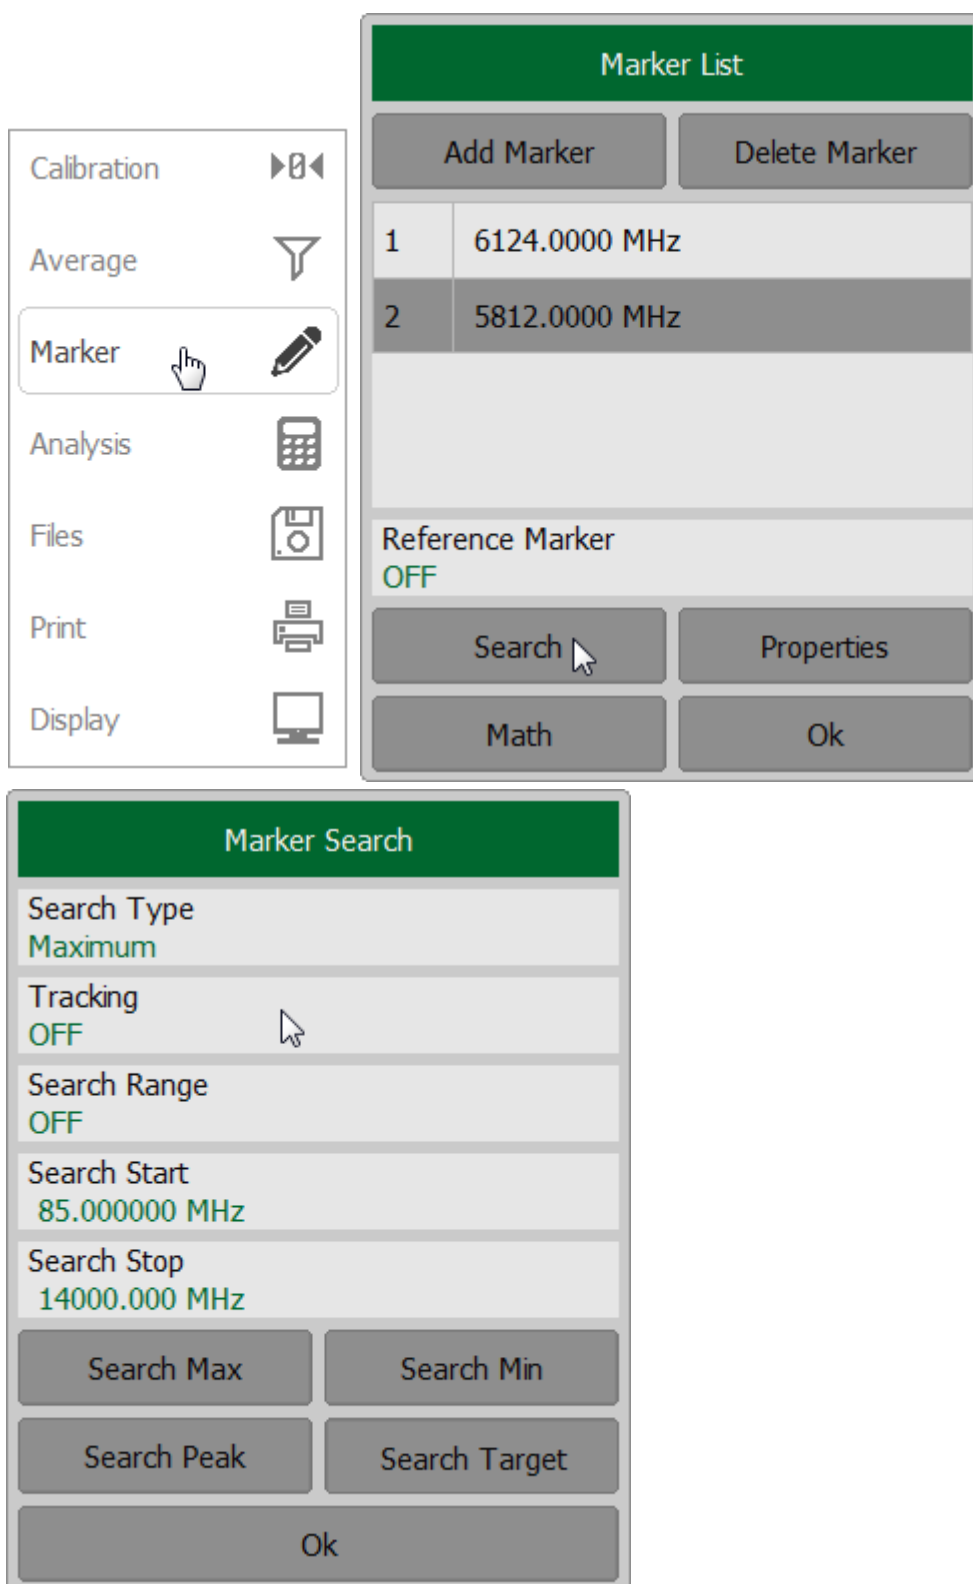 Calibration
Average
Marker
Analysis
Files
Print
Display
Marker List
Add Marker Delete Marker
1 6124.0000 MHz
2 5812.0000 MHz
Reference Marker
OFF
Search Properties
Math Ok
Marker Search
Search Type
Maximum
Tracking
OFF
Search Range
OFF
Search Start
85.000000 MHz
Search Stop
14000.000 MHz
Search Max Search Min
Search Peak Search Target
Ok